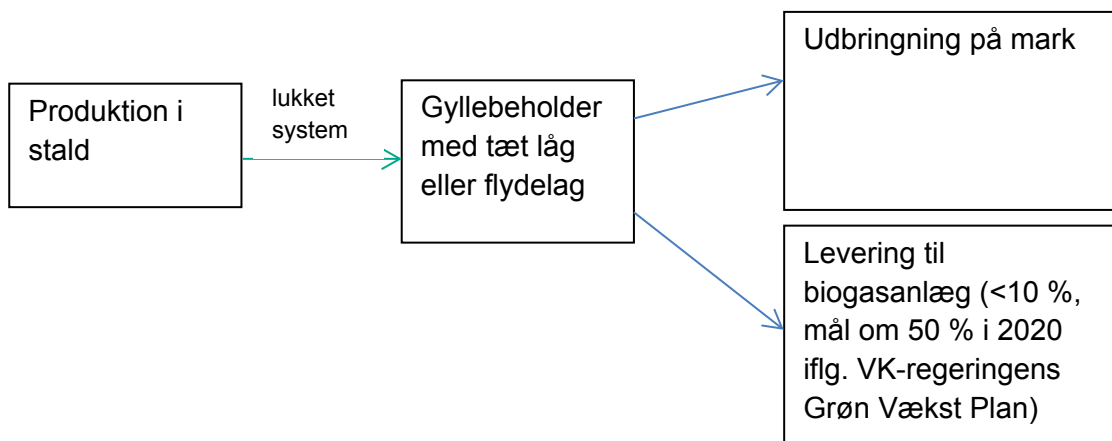 Produktion i
stald
lukket
system
Gyllebeholder
med tæt låg
eller flydelag
Udbringning på mark
Levering til
biogasanlæg (<10 %,
mål om 50 % i 2020
iflg. VK-regeringens
Grøn Vækst Plan)